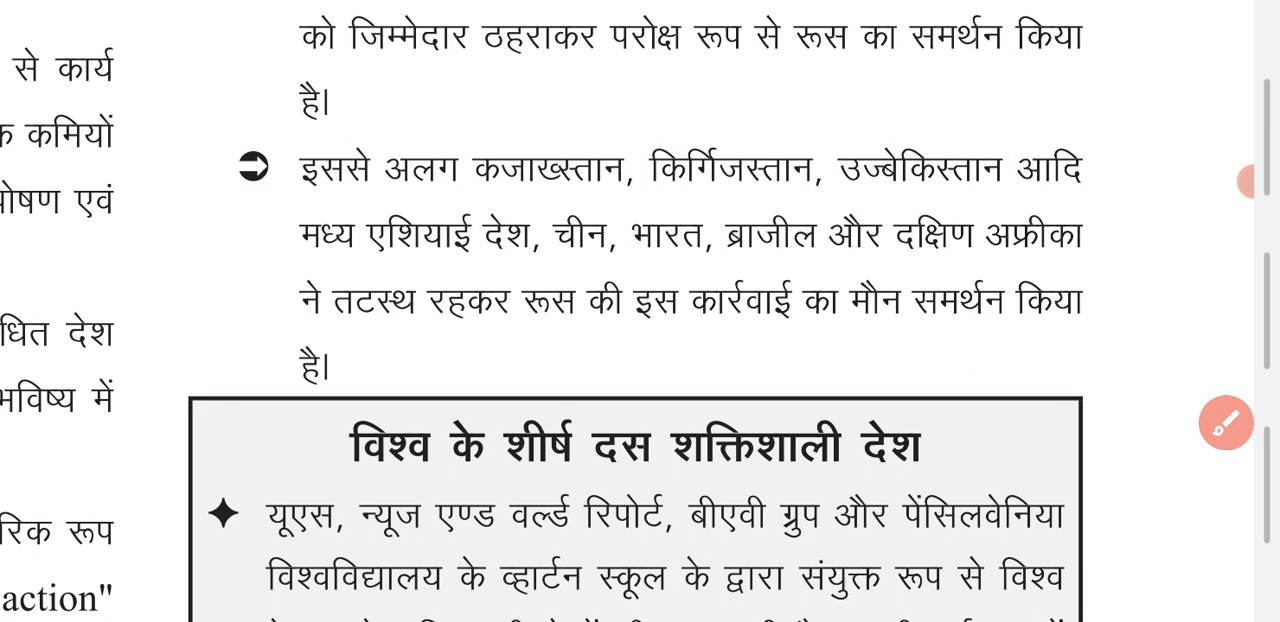 से कार्य
कमियों
एवं
देश
में
रूप
action"
को जिम्मेदार ठहराकर परोक्ष रूप से रूस का समर्थन किया
है।
➲ इससे अलग कजाख्स्तान, किर्गिजस्तान, उज्बेकिस्तान आदि
मध्य एशियाई देश, चीन, भारत, ब्राजील और दक्षिण अफ्रीका
ने तटस्थ रहकर रूस की इस कार्रवाई का मौन समर्थन किया
है।
विश्व के शीर्ष दस शक्तिशाली देश
✦ यूएस, न्यूज एण्ड वर्ल्ड रिपोर्ट, बीएवी ग्रुप और पेंसिलवेनिया
विश्वविद्यालय के व्हार्टन स्कूल के द्वारा संयुक्त रूप से विश्व